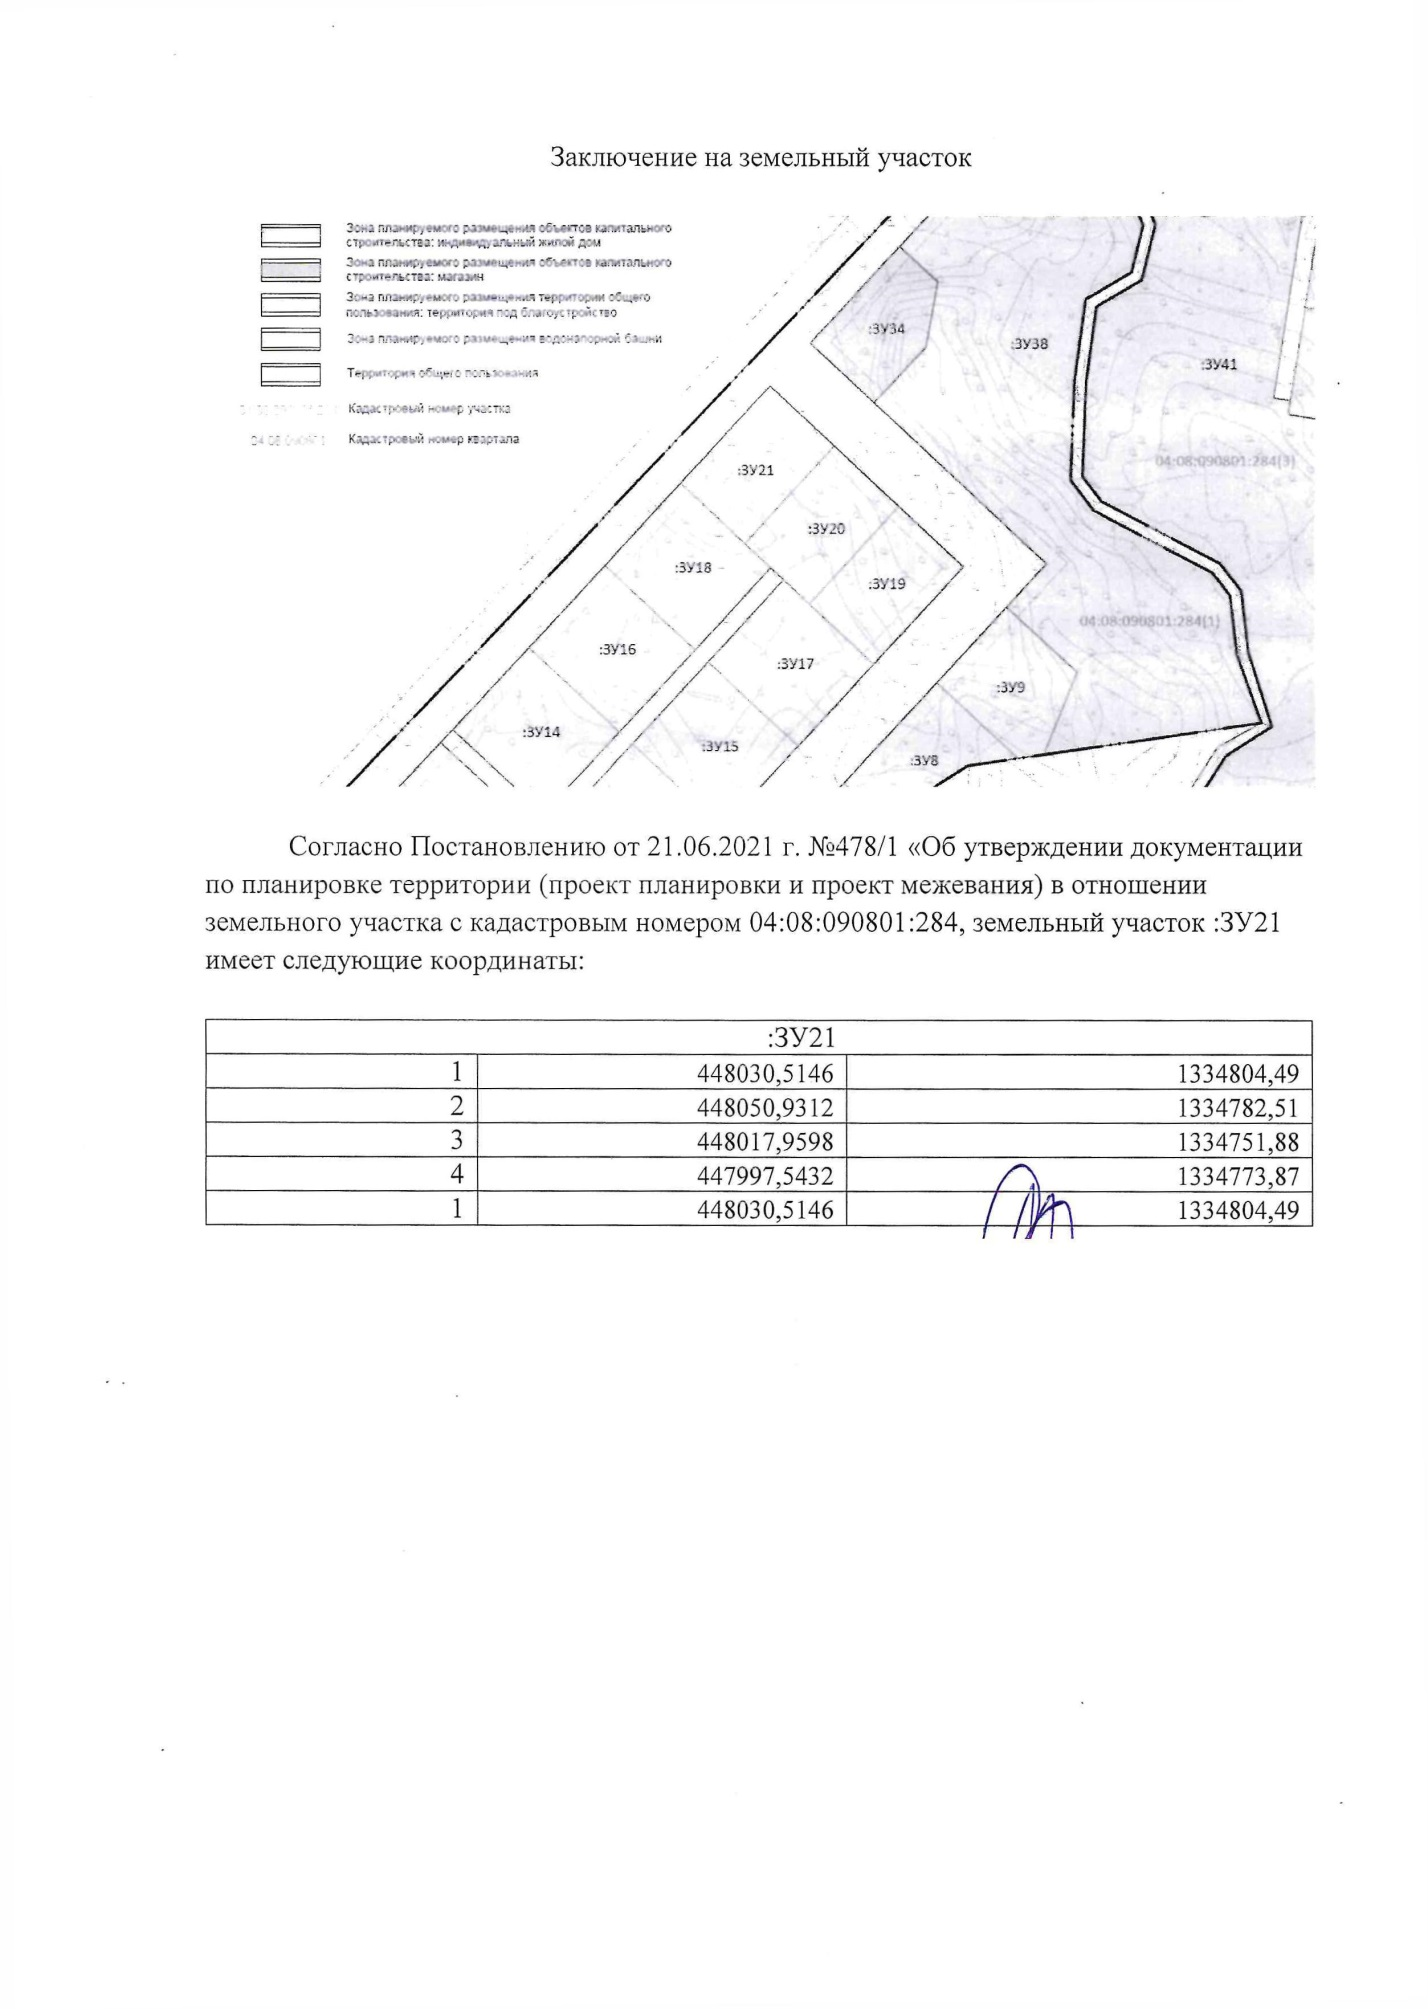 Заключение на земельный участок
Зона планируемого размещения объектов капитального
строительства: индивидуальный жилой дом
Зона планируемого размещения объектов капитального
строительства: магазин
Зона планируемого размещения территории общего
пользования: территория под благоустройство
Зона планируемого размещения водонапорной башни
Территория общего пользования
Кадастровый номер участка
Кадастровый номер квартала
:ЗУ34
:ЗУ38
:ЗУ41
04:08:090801:284(3)
:ЗУ21
:ЗУ20
:ЗУ18
:ЗУ19
04:08:090801:284(1)
:ЗУ16
:ЗУ17
:ЗУ9
:ЗУ14
:ЗУ15
:ЗУ8
Согласно Постановлению от 21.06.2021 г. №478/1 «Об утверждении документации
по планировке территории (проект планировки и проект межевания) в отношении
земельного участка с кадастровым номером 04:08:090801:284, земельный участок :ЗУ21
имеет следующие координаты:
:ЗУ21
1 448030,5146 1334804,49
2 448050,9312 1334782,51
3 448017,9598 1334751,88
4 447997,5432 1334773,87
1 448030,5146 1334804,49